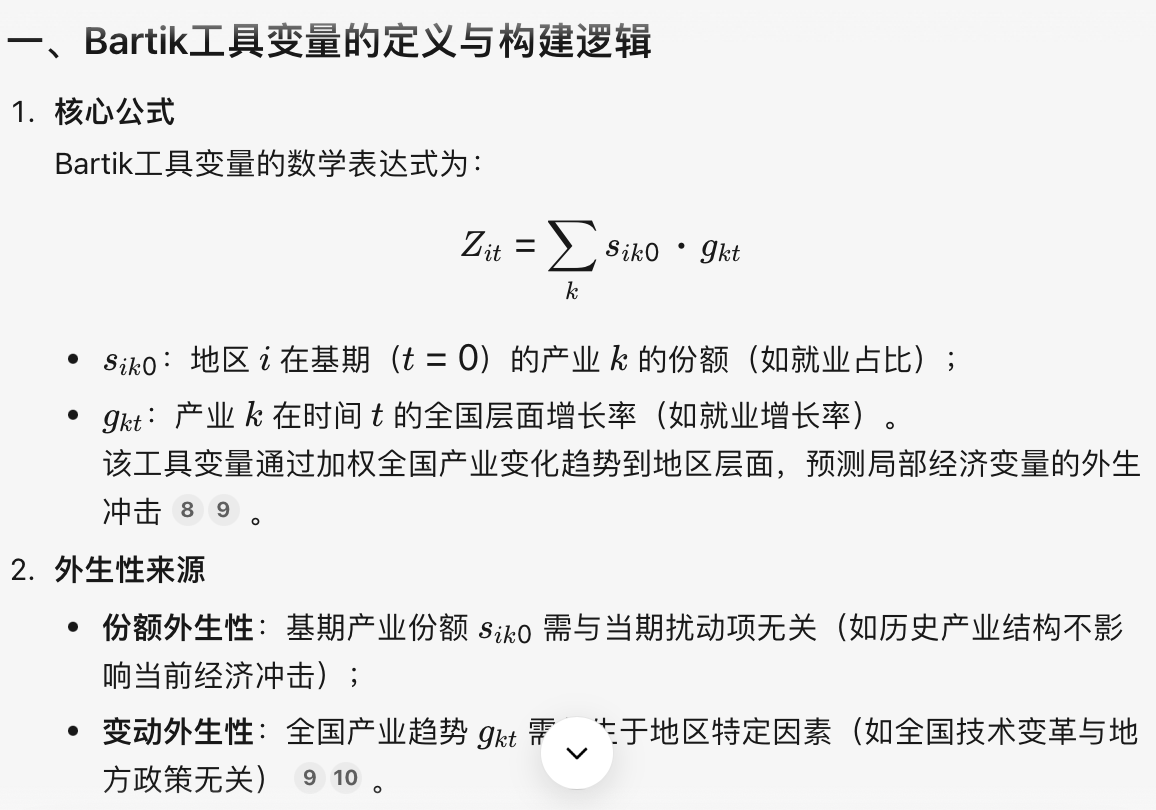 一、Bartik工具变量的定义与构建逻辑
1. 核心公式
Bartik工具变量的数学表达式为：
Z_{it} = \sum_{k} s_{ik0} \cdot g_{kt}
• s_{ik0}：地区 i 在基期（t = 0）的产业 k 的份额（如就业占比）；
• g_{kt}：产业 k 在时间 t 的全国层面增长率（如就业增长率）。
该工具变量通过加权全国产业变化趋势到地区层面，预测局部经济变量的外生
冲击 8 9 。
2. 外生性来源
• 份额外生性：基期产业份额 s_{ik0} 需与当期扰动项无关（如历史产业结构不影
响当前经济冲击）；
• 变动外生性：全国产业趋势 g_{kt} 需 生于地区特定因素（如全国技术变革与地
方政策无关） 9 10 。